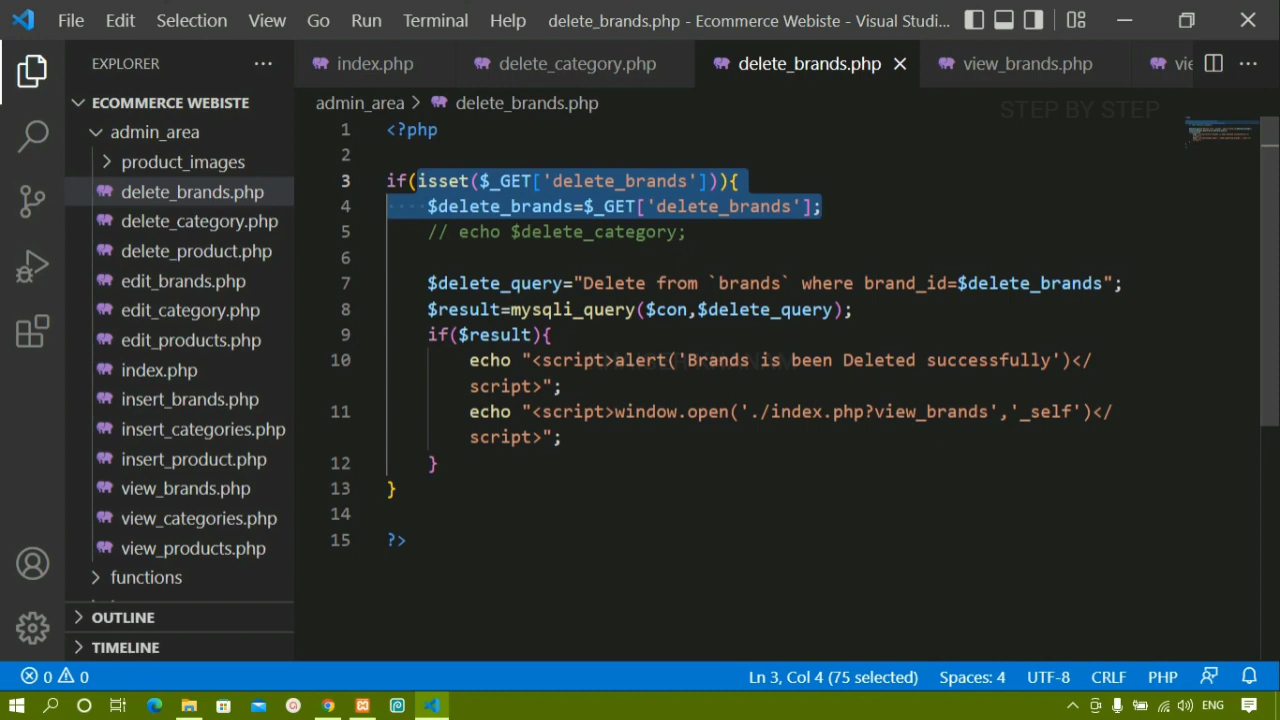 File Edit Selection View Go Run Terminal Help delete_brands.php - Ecommerce Webiste - Visual Studi...
EXPLORER
index.php delete_category.php delete_brands.php view_brands.php vie
ECOMMERCE WEBISTE
admin_area
product_images
delete_brands.php
delete_category.php
delete_product.php
edit_brands.php
edit_category.php
edit_products.php
index.php
insert_brands.php
insert_categories.php
insert_product.php
view_brands.php
view_categories.php
view_products.php
functions
OUTLINE
TIMELINE
admin_area > delete_brands.php
STEP BY STEP
1 <?php
2
3 if(isset($_GET['delete_brands'])){
4 $delete_brands=$_GET['delete_brands'];
5 // echo $delete_category;
6
7 $delete_query="Delete from `brands` where brand_id=$delete_brands";
8 $result=mysqli_query($con,$delete_query);
9 if($result){
10 echo "<script>alert('Brands is been Deleted successfully')</
script>";
11 echo "<script>window.open('./index.php?view_brands','_self')</
script>";
12 }
13 }
14
15 ?>
0 0 Ln 3, Col 4 (75 selected) Spaces: 4 UTF-8 CRLF PHP
ENG